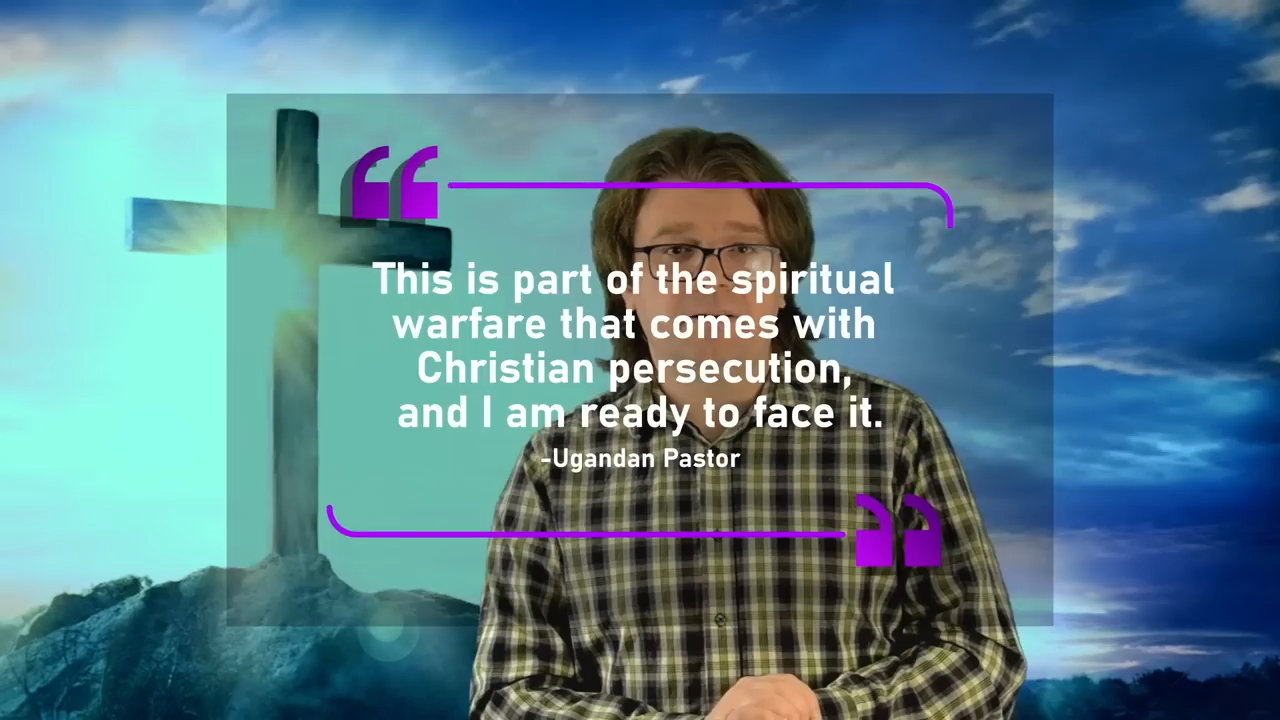 This is part of the spiritual
warfare that comes with
Christian persecution,
and I am ready to face it.
-Ugandan Pastor